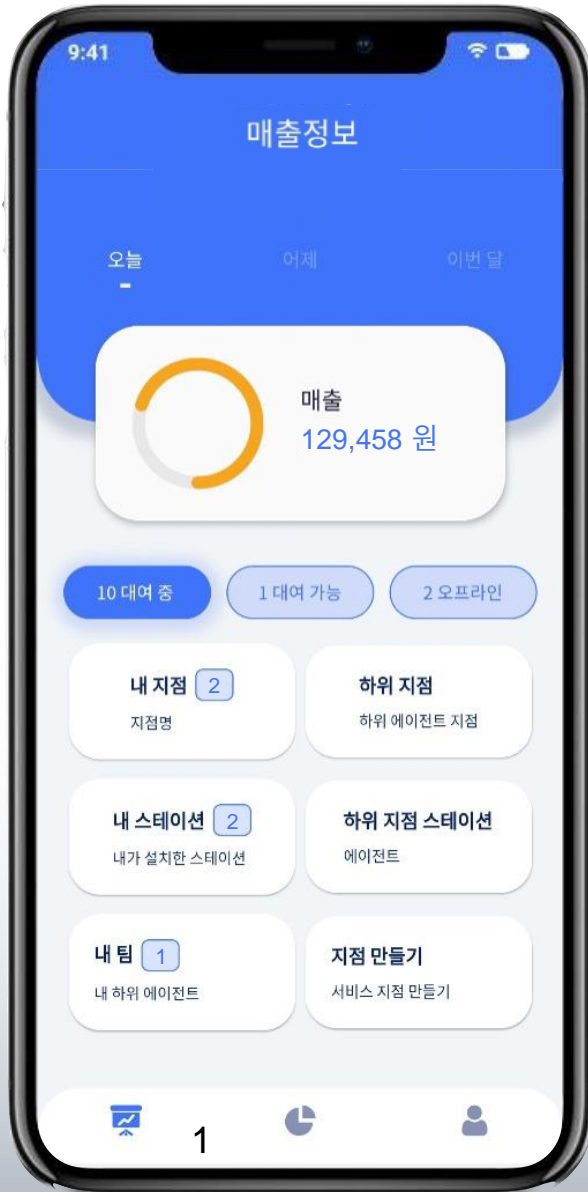 9:41
매출정보
오늘 어제 이번 달
매출
129,458 원
10 대여 중 1 대여 가능 2 오프라인
내 지점 2 하위 지점
지점명 하위 에이전트 지점
내 스테이션 2 하위 지점 스테이션
내가 설치한 스테이션 에이전트
내 팀 1 지점 만들기
내 하위 에이전트 서비스 지점 만들기
1